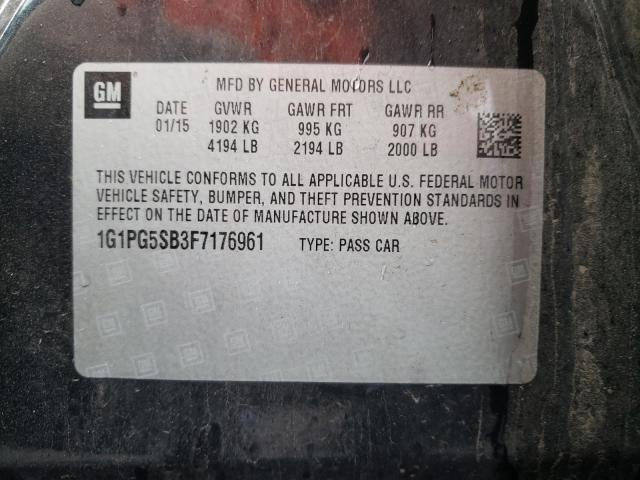 GM
MFD BY GENERAL MOTORS LLC
DATE GVWR GAWR FRT GAWR RR
01/15 1902 KG 995 KG 907 KG
4194 LB 2194 LB 2000 LB
THIS VEHICLE CONFORMS TO ALL APPLICABLE U.S. FEDERAL MOTOR
VEHICLE SAFETY, BUMPER, AND THEFT PREVENTION STANDARDS IN
EFFECT ON THE DATE OF MANUFACTURE SHOWN ABOVE.
1G1PG5SB3F7176961 TYPE: PASS CAR